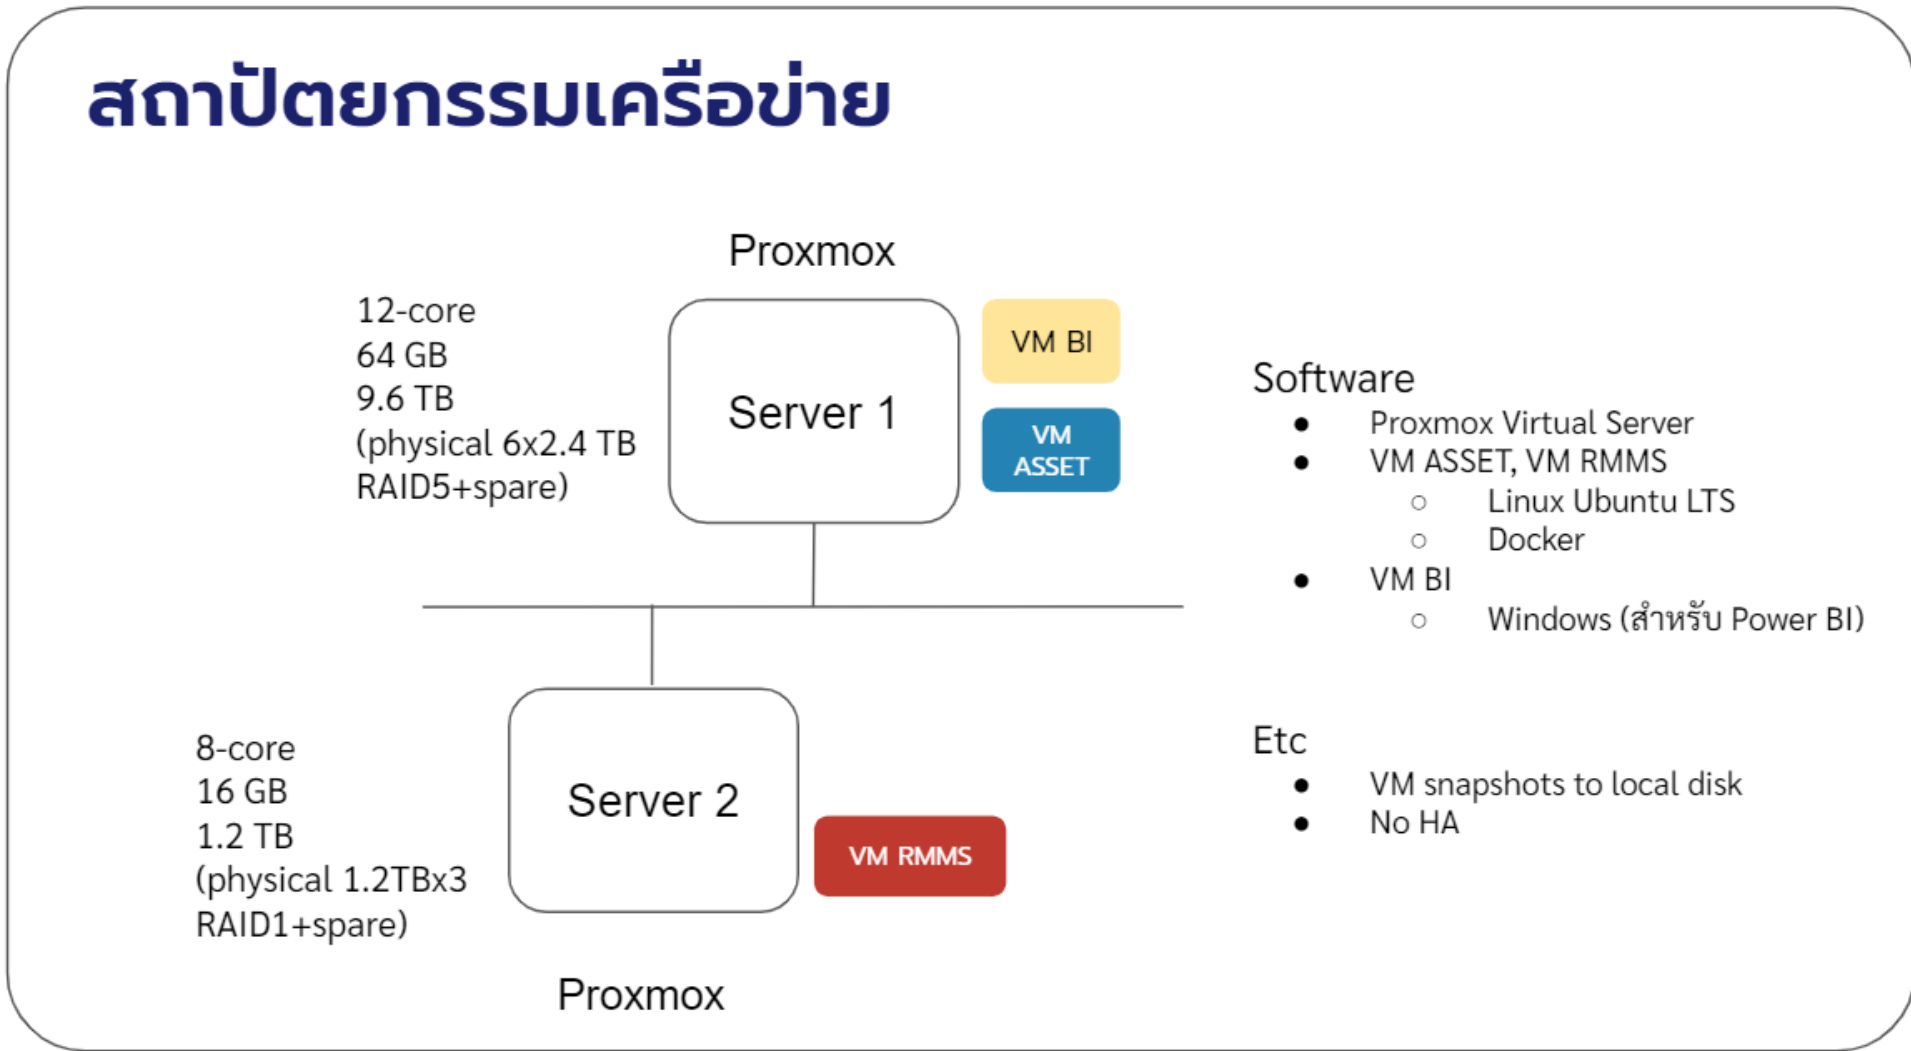 สถาปัตยกรรมเครือข่าย
Proxmox
12-core
64 GB
9.6 TB
(physical 6x2.4 TB
RAID5+spare)
Server 1
VM BI
VM
ASSET
Software
● Proxmox Virtual Server
● VM ASSET, VM RMMS
○ Linux Ubuntu LTS
○ Docker
● VM BI
○ Windows (สำหรับ Power BI)
8-core
16 GB
1.2 TB
(physical 1.2TBx3
RAID1+spare)
Server 2
VM RMMS
Proxmox
Etc
● VM snapshots to local disk
● No HA